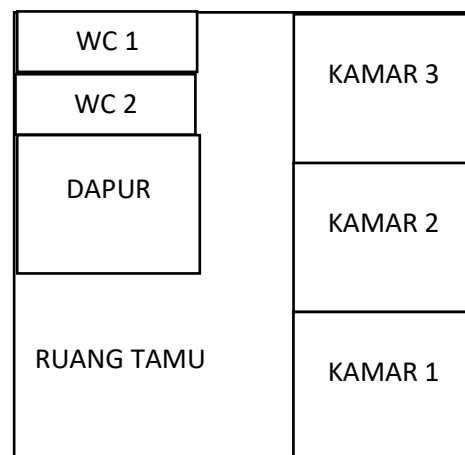 WC 1
WC 2
DAPUR
RUANG TAMU
KAMAR 3
KAMAR 2
KAMAR 1